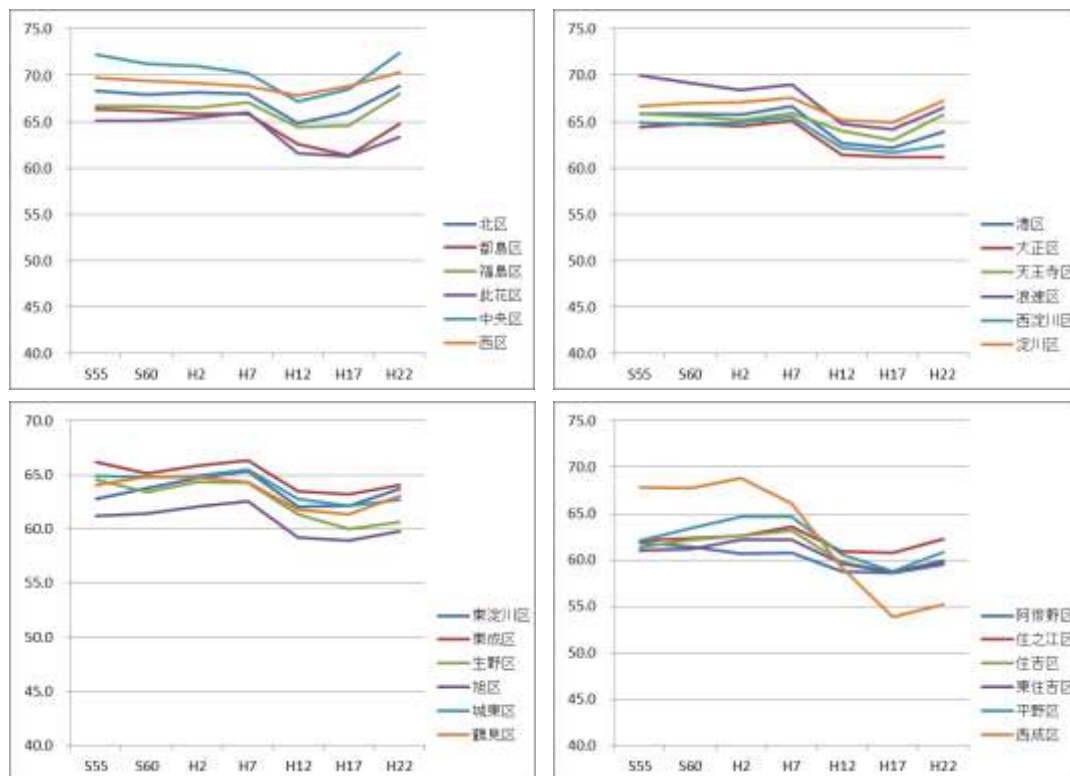 75.0
70.0
65.0
60.0
55.0
50.0
45.0
40.0
S55 S60 H2 H7 H12 H17 H22
北区
都島区
福島区
此花区
中央区
西区
75.0
70.0
65.0
60.0
55.0
50.0
45.0
40.0
S55 S60 H2 H7 H12 H17 H22
港区
大正区
天王寺区
浪速区
西淀川区
淀川区
70.0
65.0
60.0
55.0
50.0
45.0
40.0
S55 S60 H2 H7 H12 H17 H22
東淀川区
東成区
生野区
旭区
城東区
鶴見区
75.0
70.0
65.0
60.0
55.0
50.0
45.0
40.0
S55 S60 H2 H7 H12 H17 H22
阿倍野区
住之江区
住吉区
東住吉区
平野区
西成区